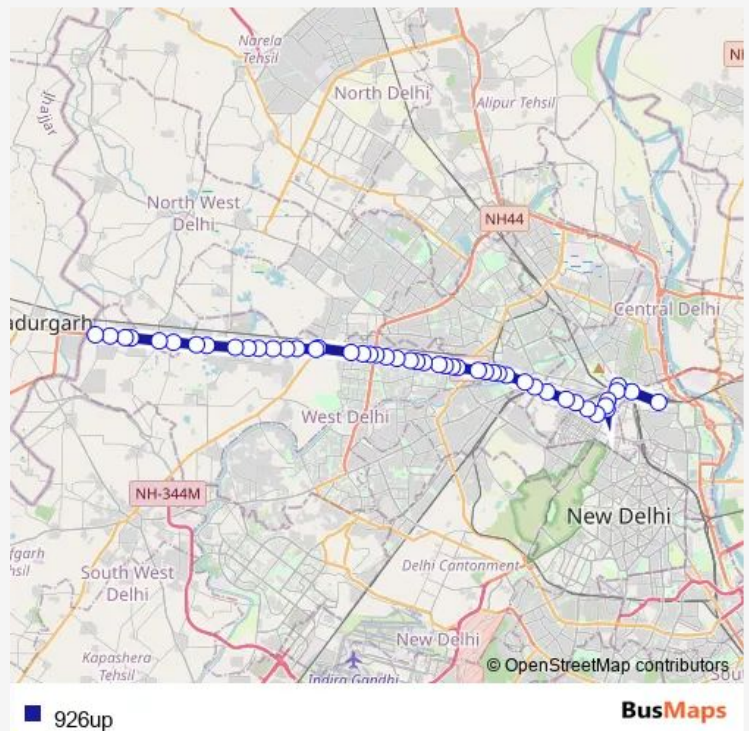 Narela
Tehsil
North Delhi
Alipur Tehsil
Jhajjar
North West
Delhi
NH44
Central Delhi
adurgarh
West Delhi
NH-344M
New Delhi
Delhi Cantonment
South West
Delhi
New Delhi
Kapashera
Tehsil
© OpenStreetMap contributors
926up
BusMaps